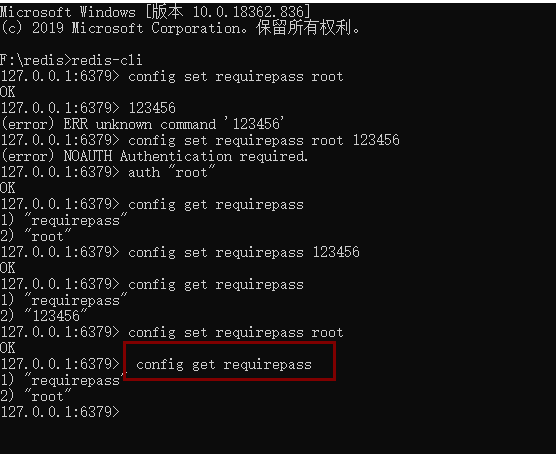 Microsoft Windows [版本 10.0.18362.836]
(c) 2019 Microsoft Corporation。保留所有权利。
F:\redis>redis-cli
127.0.0.1:6379> config set requirepass root
OK
127.0.0.1:6379> 123456
(error) ERR unknown command '123456'
127.0.0.1:6379> config set requirepass root 123456
(error) NOAUTH Authentication required.
127.0.0.1:6379> auth "root"
OK
127.0.0.1:6379> config get requirepass
1) "requirepass"
2) "root"
127.0.0.1:6379> config set requirepass 123456
OK
127.0.0.1:6379> config get requirepass
1) "requirepass"
2) "123456"
127.0.0.1:6379> config set requirepass root
OK
127.0.0.1:6379>  config get requirepass
1) "requirepass"
2) "root"
127.0.0.1:6379>